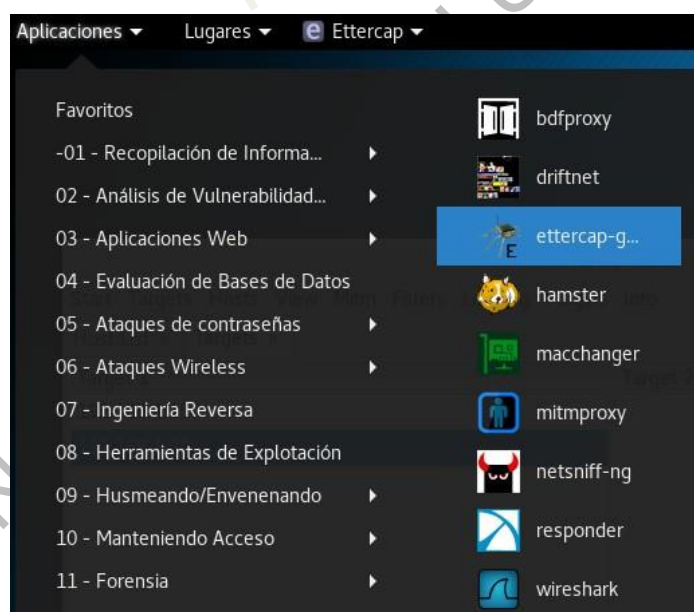 Aplicaciones Lugares Ettercap
Favoritos
-01 - Recopilación de Informa...
02 - Análisis de Vulnerabilidad...
03 - Aplicaciones Web
04 - Evaluación de Bases de Datos
05 - Ataques de contraseñas
06 - Ataques Wireless
07 - Ingeniería Reversa
08 - Herramientas de Explotación
09 - Husmeando/Envenenando
10 - Manteniendo Acceso
11 - Forensia
bdfproxy
driftnet
ettercap-g...
hamster
macchanger
mitmproxy
netsniff-ng
responder
wireshark